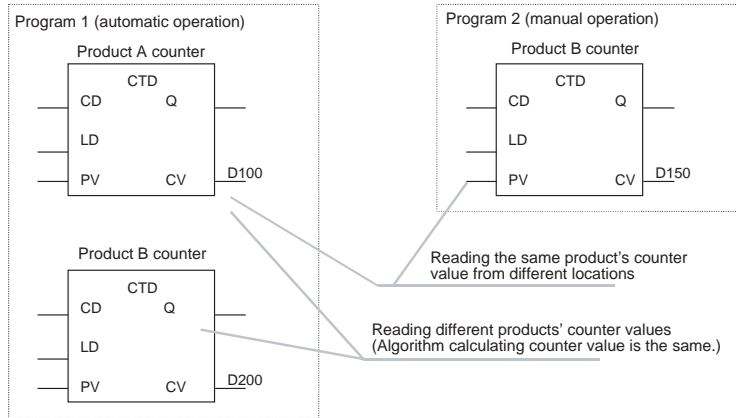 Program 1 (automatic operation)
Product A counter
CTD
CD Q
LD
PV CV D100
Product B counter
CTD
CD Q
LD
PV CV D200
Program 2 (manual operation)
Product B counter
CTD
CD Q
LD
PV CV D150
Reading the same product's counter
value from different locations
Reading different products' counter values
(Algorithm calculating counter value is the same.)